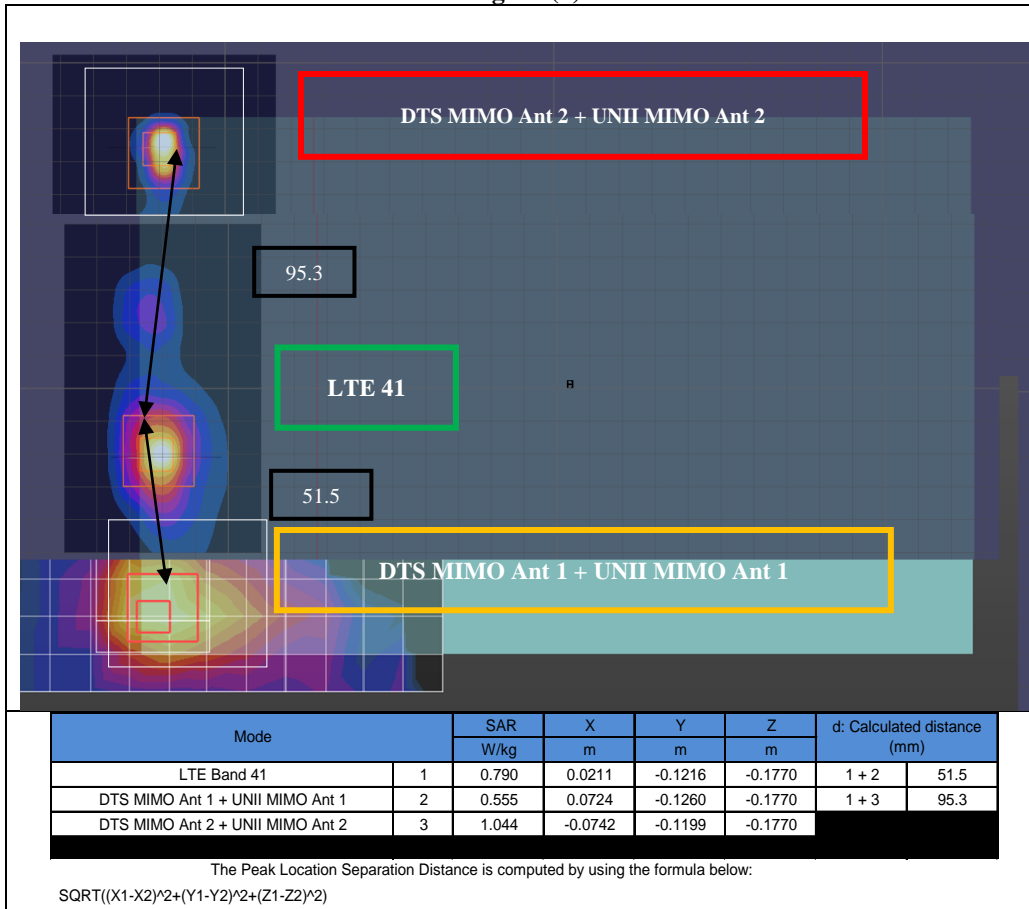 DTS MIMO Ant 2 + UNII MIMO Ant 2
95.3
LTE 41
51.5
DTS MIMO Ant 1 + UNII MIMO Ant 1
Mode SAR X Y Z d: Calculated distance (mm)
W/kg m m m
LTE Band 41 1 0.790 0.0211 -0.1216 -0.1770 1 + 2 51.5
DTS MIMO Ant 1 + UNII MIMO Ant 1 2 0.555 0.0724 -0.1260 -0.1770 1 + 3 95.3
DTS MIMO Ant 2 + UNII MIMO Ant 2 3 1.044 -0.0742 -0.1199 -0.1770
The Peak Location Separation Distance is computed by using the formula below:
SQRT((X1-X2)^2+(Y1-Y2)^2+(Z1-Z2)^2)